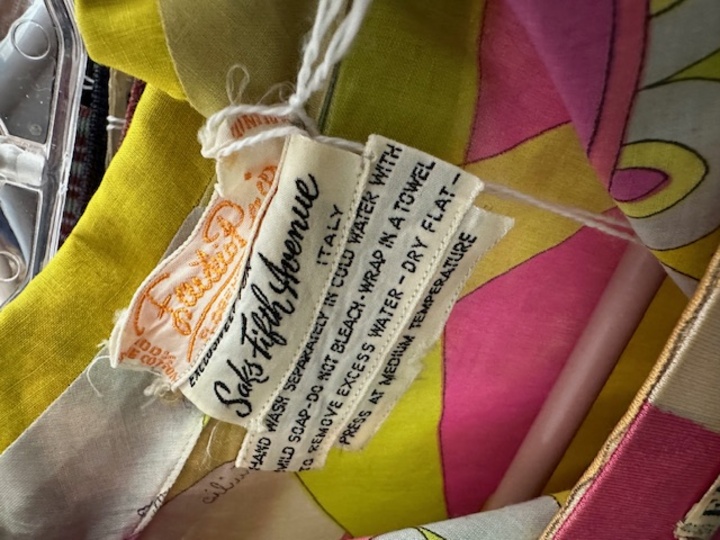 Emilio Pucci
100%
COTTON
EXCLUSIVELY FOR
Saks Fifth Avenue
ITALY
HAND WASH SEPARATELY IN COLD WATER WITH
MILD SOAP-DO NOT BLEACH-WRAP IN A TOWEL
TO REMOVE EXCESS WATER - DRY FLAT -
PRESS AT MEDIUM TEMPERATURE